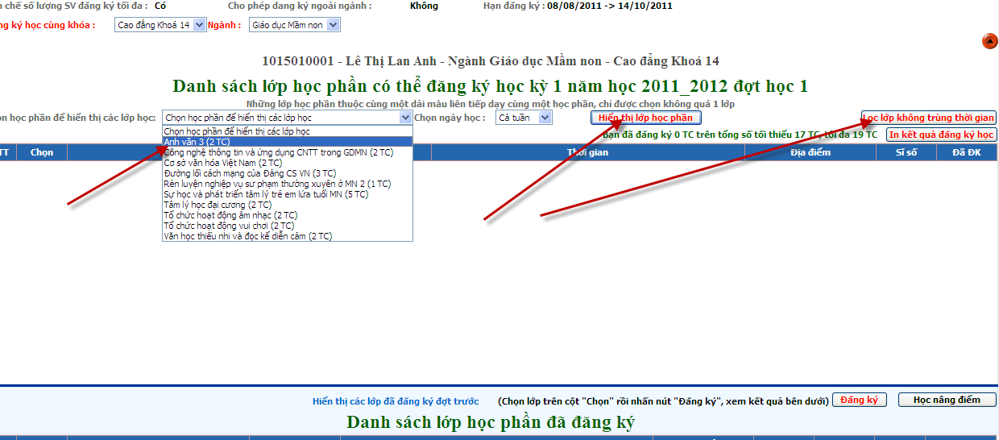 chế số lượng SV đăng ký tối đa : Có Cho phép đang ký ngoài ngành : Không Hạn đăng ký : 08/08/2011 -> 14/10/2011
ký học cùng khóa : Cao đẳng Khoá 14 Ngành : Giáo dục Mầm non
1015010001 - Lê Thị Lan Anh - Ngành Giáo dục Mầm non - Cao đẳng Khoá 14
Danh sách lớp học phần có thể đăng ký học kỳ 1 năm học 2011_2012 đợt học 1
Những lớp học phần thuộc cùng một dải màu liên tiếp dạy cùng một học phần, chỉ được chọn không quá 1 lớp
học phần để hiển thị các lớp học: Chọn học phần để hiển thị các lớp học Chọn ngày học : Cả tuần Hiển thị lớp học phần Lọc lớp không trùng thời gian
Chọn học phần để hiển thị các lớp học
Anh văn 3 (2 TC)
Công nghệ thông tin và ứng dụng CNTT trong GDMN (2 TC)
Cơ sở văn hóa Việt Nam (2 TC)
Đường lối cách mạng của Đảng CS VN (3 TC)
Rèn luyện nghiệp vụ sư phạm thường xuyên ở MN 2 (1 TC)
Sự học và phát triển tâm lý trẻ em lứa tuổi MN (5 TC)
Tâm lý học đại cương (2 TC)
Tổ chức hoạt động âm nhạc (2 TC)
Tổ chức hoạt động vui chơi (2 TC)
Văn học thiếu nhi và đọc kể diễn cảm (2 TC)
Bạn đã đăng ký 0 TC trên tổng số tối thiểu 17 TC, tối đa 19 TC In kết quả đăng ký học
TT Chọn Thời gian Địa điểm Sĩ số Đã ĐK
Hiển thị các lớp đã đăng ký đợt trước (Chọn lớp trên cột "Chọn" rồi nhấn nút "Đăng ký", xem kết quả bên dưới) Đăng ký Học nâng điểm
Danh sách lớp học phần đã đăng ký